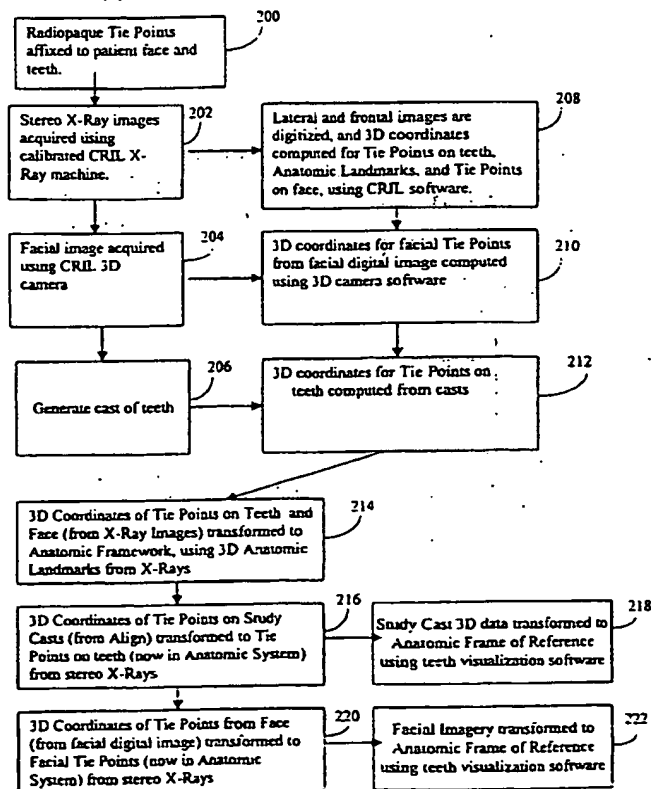 200
Radiopaque Tie Points
affixed to patient face and
teeth.
202
Stereo X-Ray images
acquired using
calibrated CRIL X-
Ray machine.
208
Lateral and frontal images are
digitized, and 3D coordinates
computed for Tie Points on teeth,
Anatomic Landmarks, and Tie Points
on face, using CRIL software.
204
Facial image acquired
using CRIL 3D
camera
210
3D coordinates for facial Tie Points
from facial digital image computed
using 3D camera software
206
Generate cast of teeth
212
3D coordinates for Tie Points on
teeth computed from casts
214
3D Coordinates of Tie Points on Teeth and
Face (from X-Ray Images) transformed to
Anatomic Framework, using 3D Anatomic
Landmarks from X-Rays
216
3D Coordinates of Tie Points on Study
Casts (from Align) transformed to Tie
Points on teeth (now in Anatomic System)
from stereo X-Rays
218
Study Cast 3D data transformed to
Anatomic Frame of Reference
using teeth visualization software
220
3D Coordinates of Tie Points from Face
(from facial digital image) transformed to
Facial Tie Points (now in Anatomic
System) from stereo X-Rays
222
Facial Imagery transformed to
Anatomic Frame of Reference
using teeth visualization software